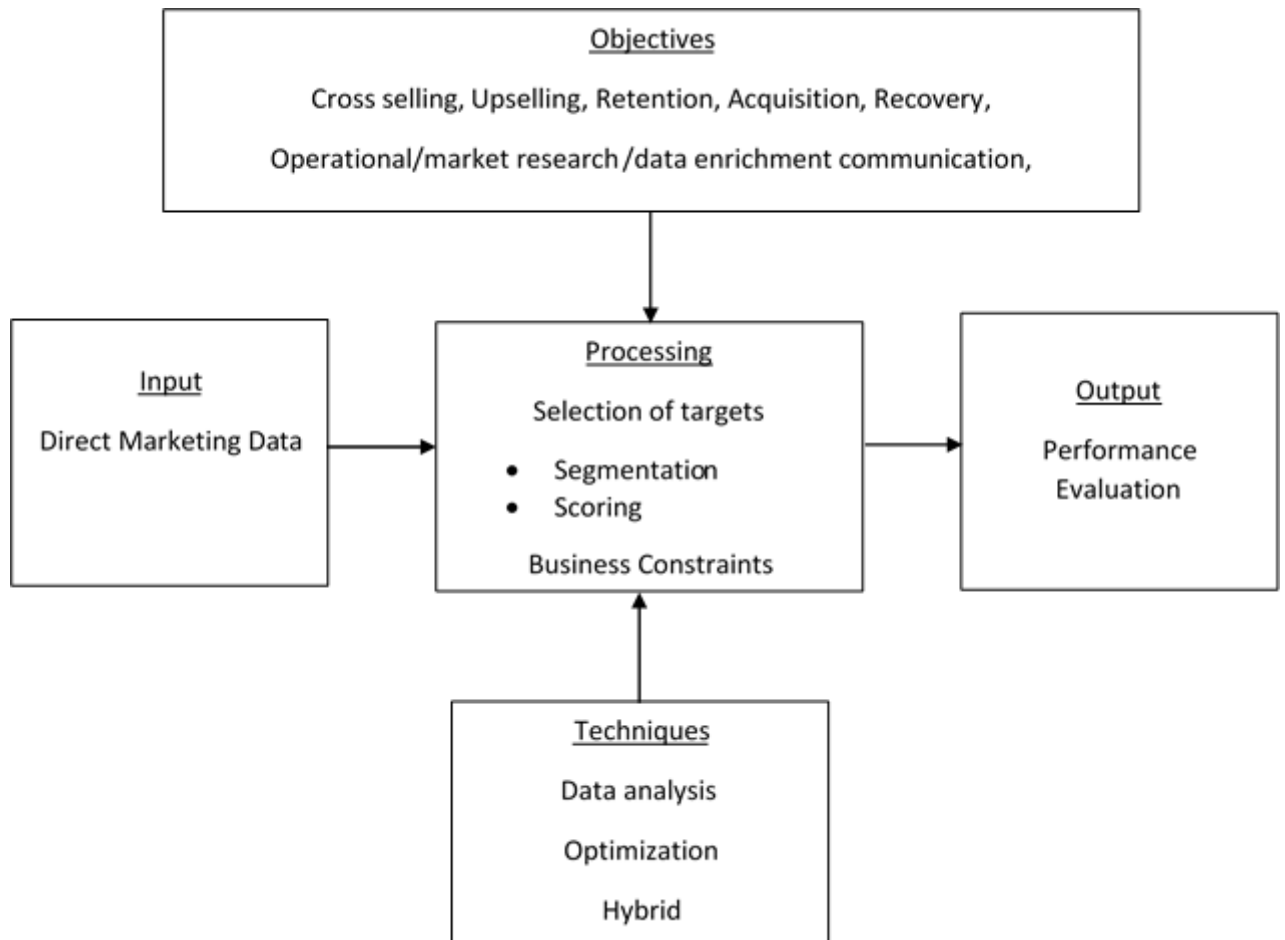 Objectives
Cross selling, Upselling, Retention, Acquisition, Recovery,
Operational/market research/data enrichment communication,
Input
Direct Marketing Data
Processing
Selection of targets
• Segmentation
• Scoring
Business Constraints
Output
Performance
Evaluation
Techniques
Data analysis
Optimization
Hybrid